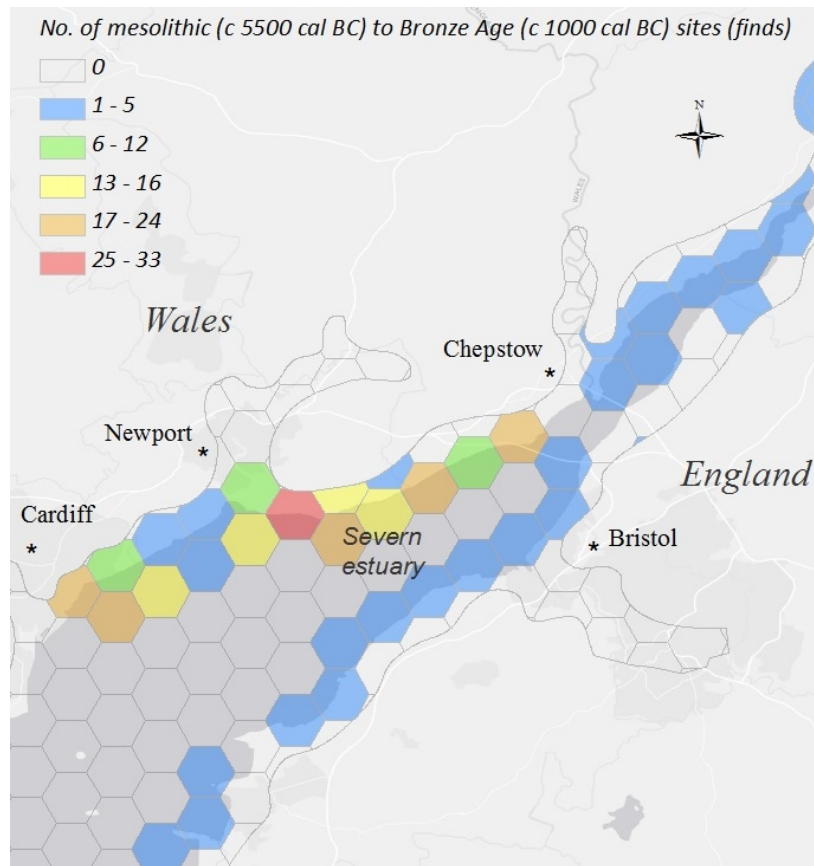 No. of mesolithic (c 5500 cal BC) to Bronze Age (c 1000 cal BC) sites (finds)
0
1 - 5
6 - 12
13 - 16
17 - 24
25 - 33
N
WALES
Wales
Chepstow
*
Newport
*
England
Cardiff
*
Severn
estuary
* Bristol